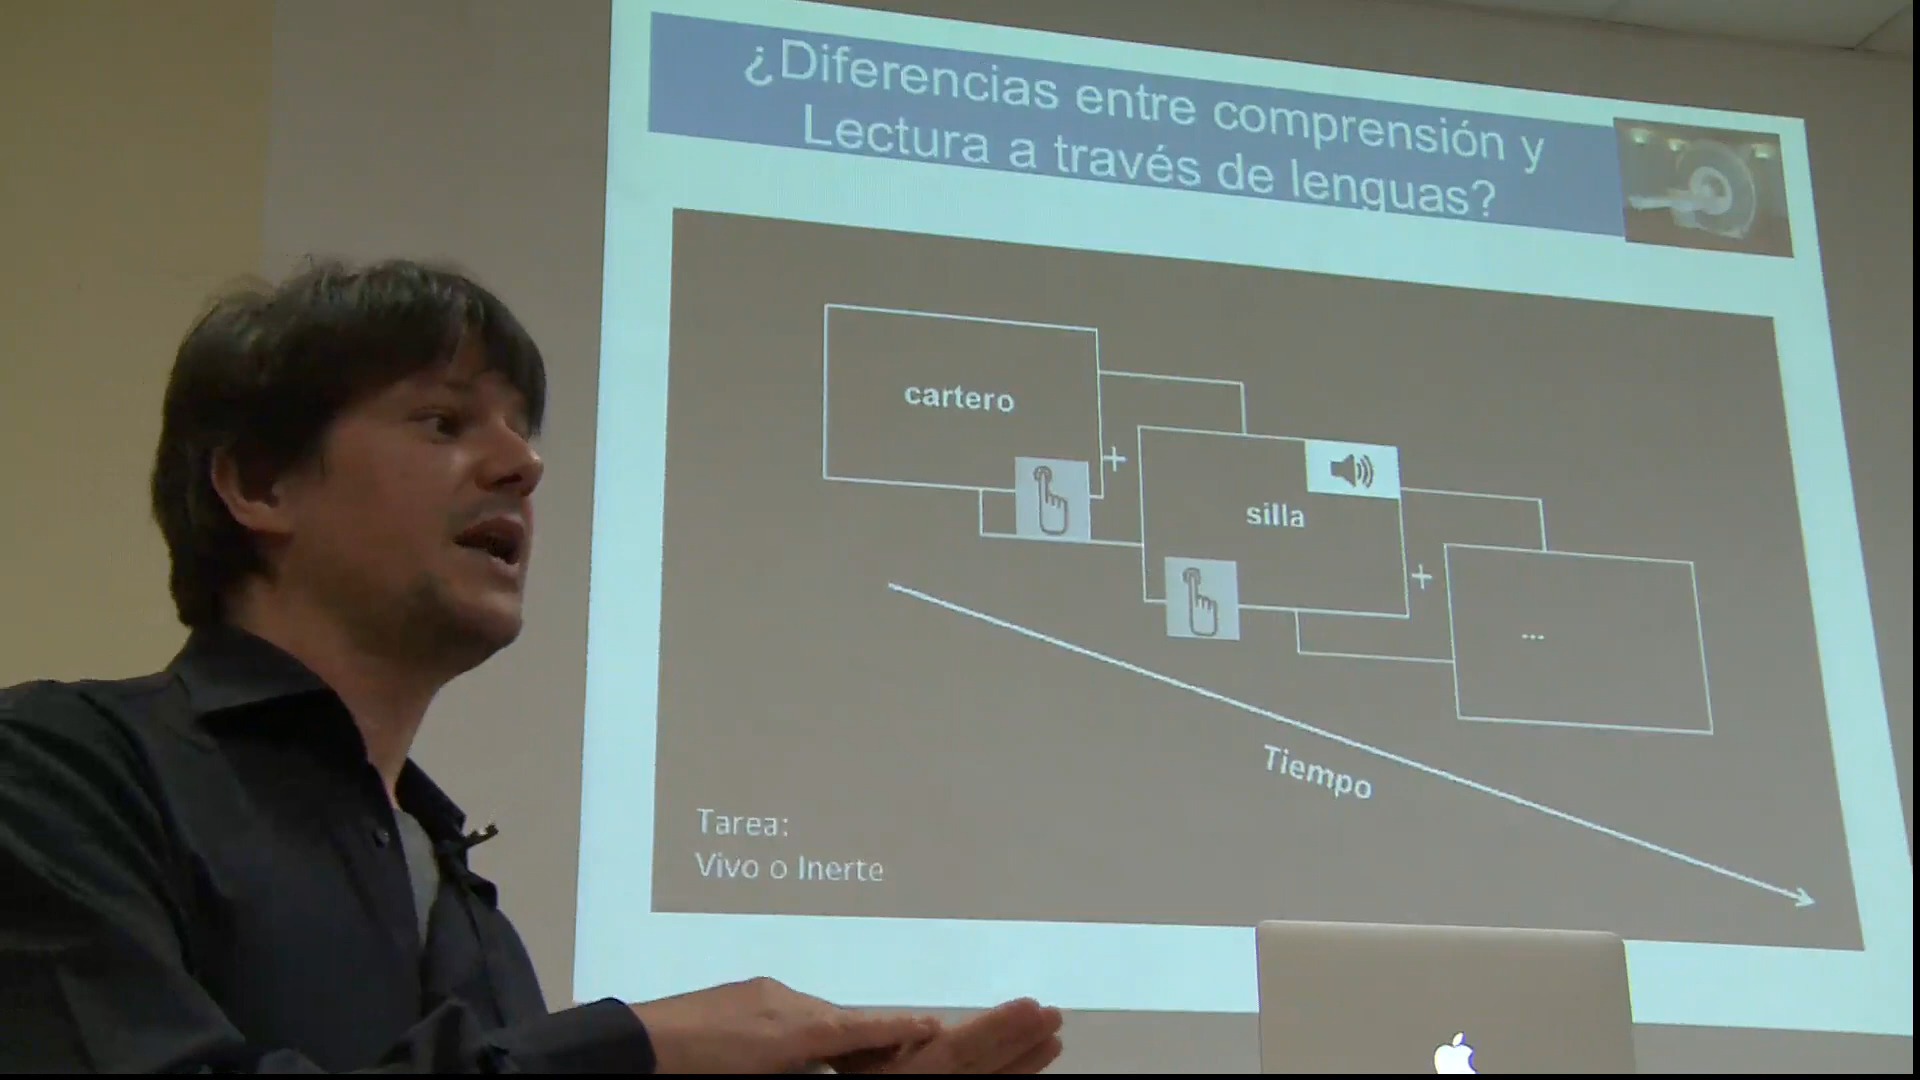 ¿Diferencias entre comprensión y
Lectura a través de lenguas?
cartero
+
silla
+
...
Tiempo
Tarea:
Vivo o Inerte